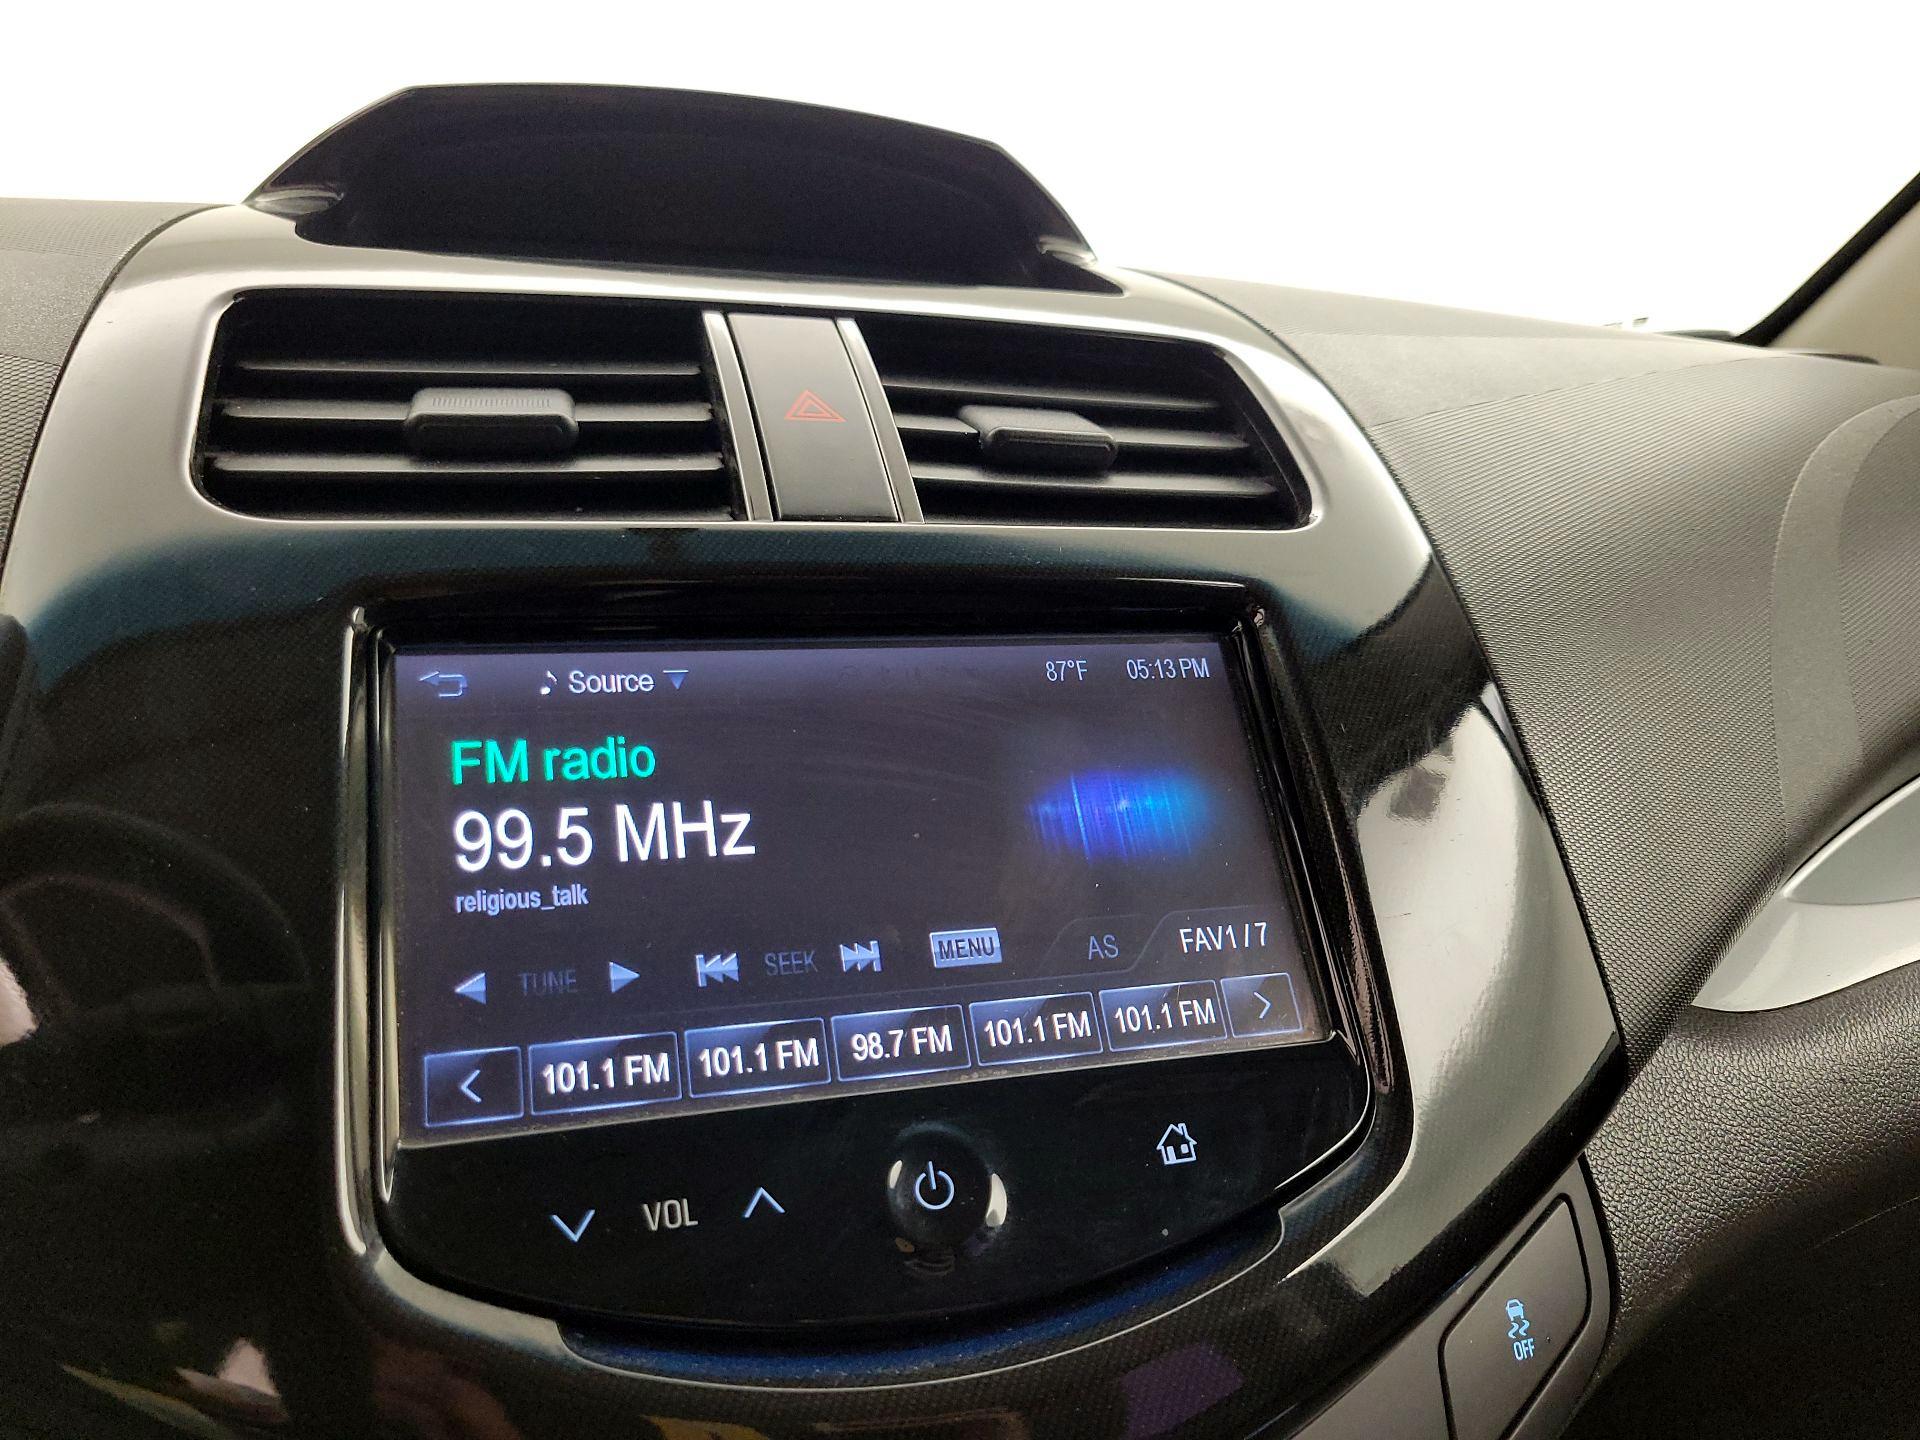 Source 87°F 05:13 PM
FM radio
99.5 MHz
religious_talk
TUNE SEEK MENU AS FAV1 / 7
< 101.1 FM 101.1 FM 98.7 FM 101.1 FM 101.1 FM >
VOL
OFF